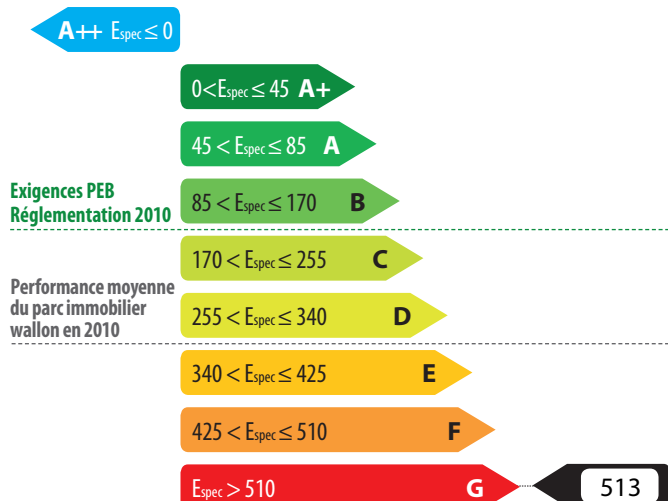 A++ Espec ≤ 0
0<Espec ≤ 45 A+
45 < Espec ≤ 85 A
Exigences PEB
Réglementation 2010
85 < Espec ≤ 170 B
170 < Espec ≤ 255 C
Performance moyenne
du parc immobilier
wallon en 2010
255 < Espec ≤ 340 D
340 < Espec ≤ 425 E
425 < Espec ≤ 510 F
Espec > 510 G 513